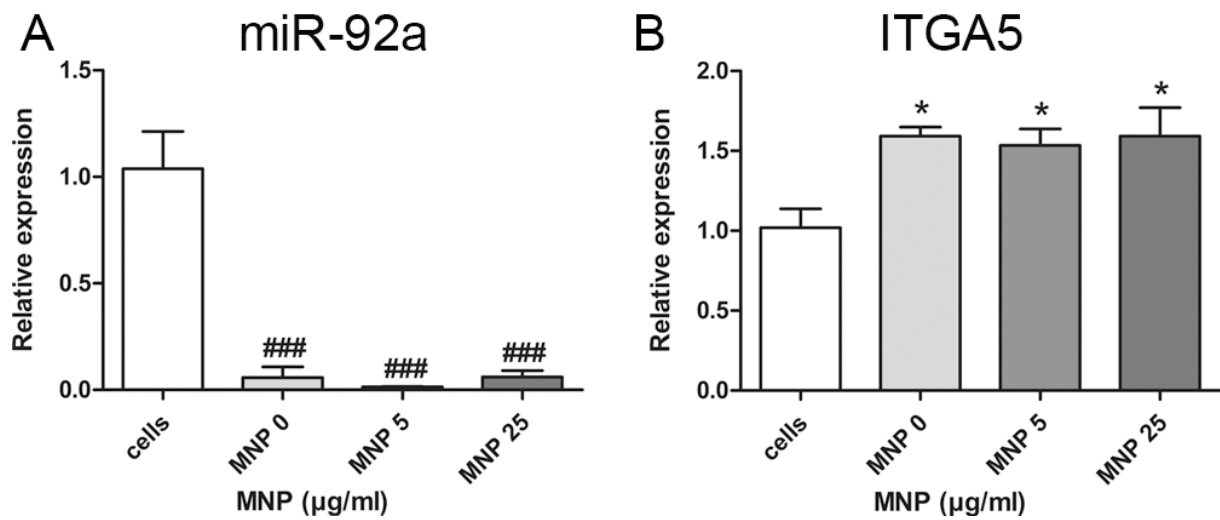 A miR-92a
Relative expression
1.5
1.0
0.5
0.0
###
###
###
cells
MNP 0
MNP 5
MNP 25
MNP (µg/ml)
B ITGA5
Relative expression
2.0
1.5
1.0
0.5
0.0
*
*
*
cells
MNP 0
MNP 5
MNP 25
MNP (µg/ml)